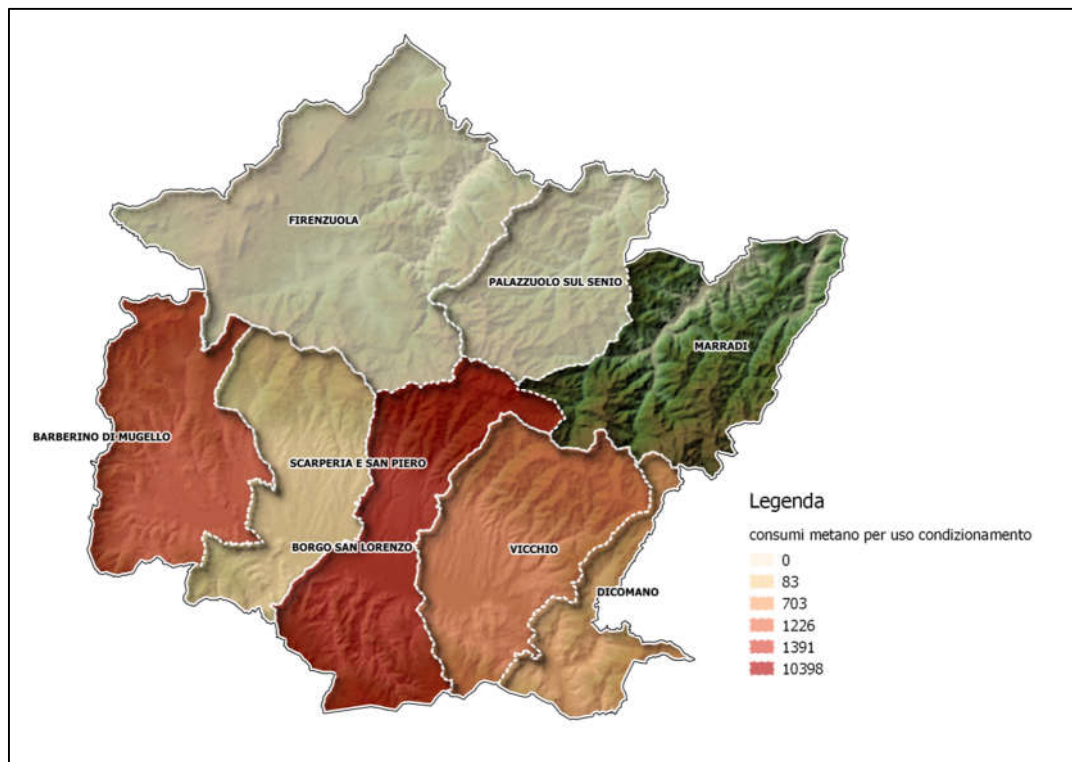 FIRENZUOLA
PALAZZUOLO SUL SENIO
MARRADI
BARBERINO DI MUGELLO
SCARPERIA E SAN PIERO
BORGO SAN LORENZO
VICCHIO
DICOMANO
Legenda
consumi metano per uso condizionamento
0
83
703
1226
1391
10398